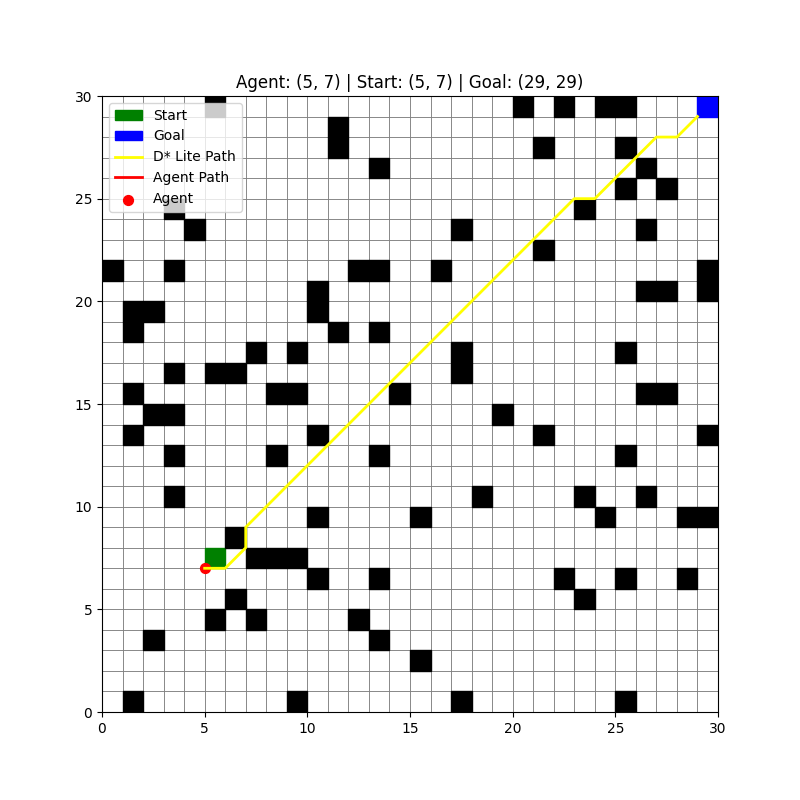 Agent: (5, 7) | Start: (5, 7) | Goal: (29, 29)
Start
Goal
D* Lite Path
Agent Path
Agent
30
25
20
15
10
5
0
0 5 10 15 20 25 30